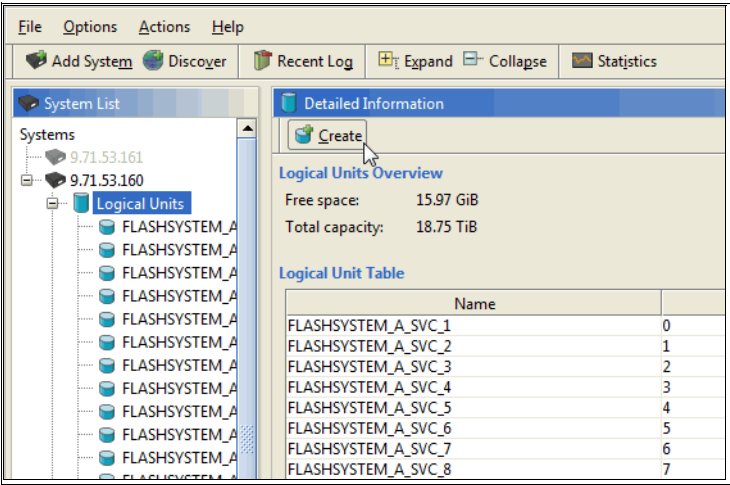 File Options Actions Help
Add System Discover Recent Log Expand Collapse Statistics
System List
Systems
9.71.53.161
9.71.53.160
Logical Units
FLASHSYSTEM_A
FLASHSYSTEM_A
FLASHSYSTEM_A
FLASHSYSTEM_A
FLASHSYSTEM_A
FLASHSYSTEM_A
FLASHSYSTEM_A
FLASHSYSTEM_A
FLASHSYSTEM_A
FLASHSYSTEM_A
FLASHSYSTEM_A
FLASHSYSTEM_A
Detailed Information
Create
Logical Units Overview
Free space: 15.97 GiB
Total capacity: 18.75 TiB
Logical Unit Table
Name
FLASHSYSTEM_A_SVC_1 0
FLASHSYSTEM_A_SVC_2 1
FLASHSYSTEM_A_SVC_3 2
FLASHSYSTEM_A_SVC_4 3
FLASHSYSTEM_A_SVC_5 4
FLASHSYSTEM_A_SVC_6 5
FLASHSYSTEM_A_SVC_7 6
FLASHSYSTEM_A_SVC_8 7